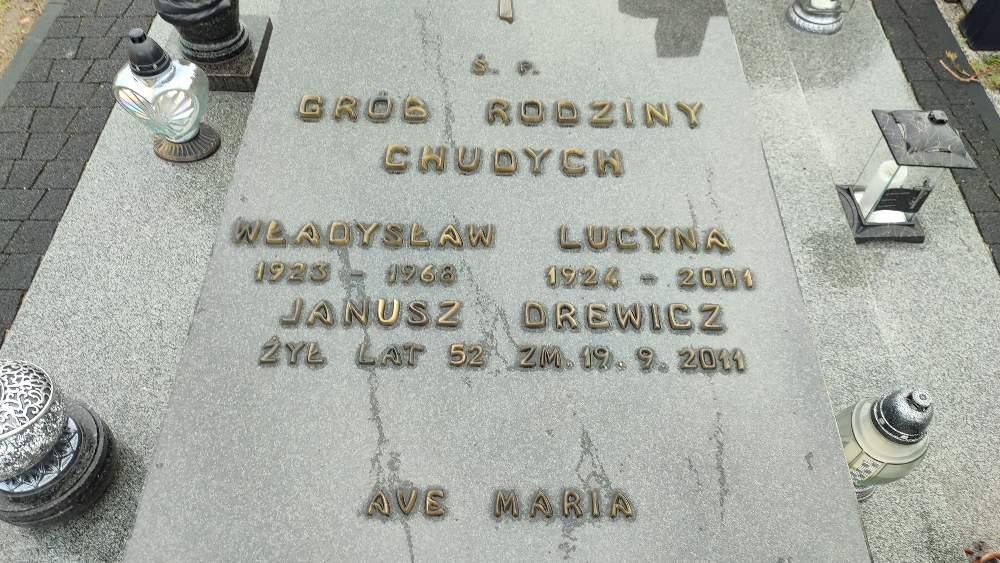 Ś. P.
GRÓB RODZINY
CHUDYCH
WŁADYSŁAW LUCYNA
1923 - 1968 1924 - 2001
JANUSZ DREWICZ
ŻYŁ LAT 52 ZM. 19. 9. 2011
AVE MARIA